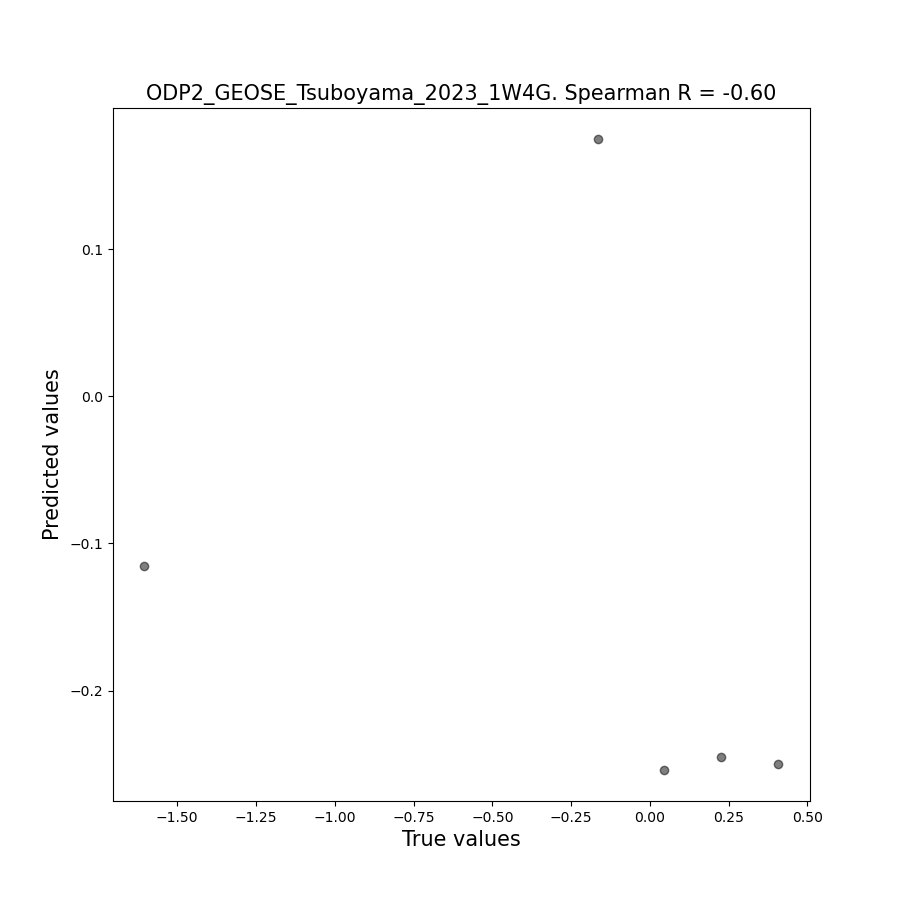 ODP2_GEOSE_Tsuboyama_2023_1W4G. Spearman R = -0.60
0.1
0.0
−0.1
−0.2
Predicted values
−1.50 −1.25 −1.00 −0.75 −0.50 −0.25 0.00 0.25 0.50
True values